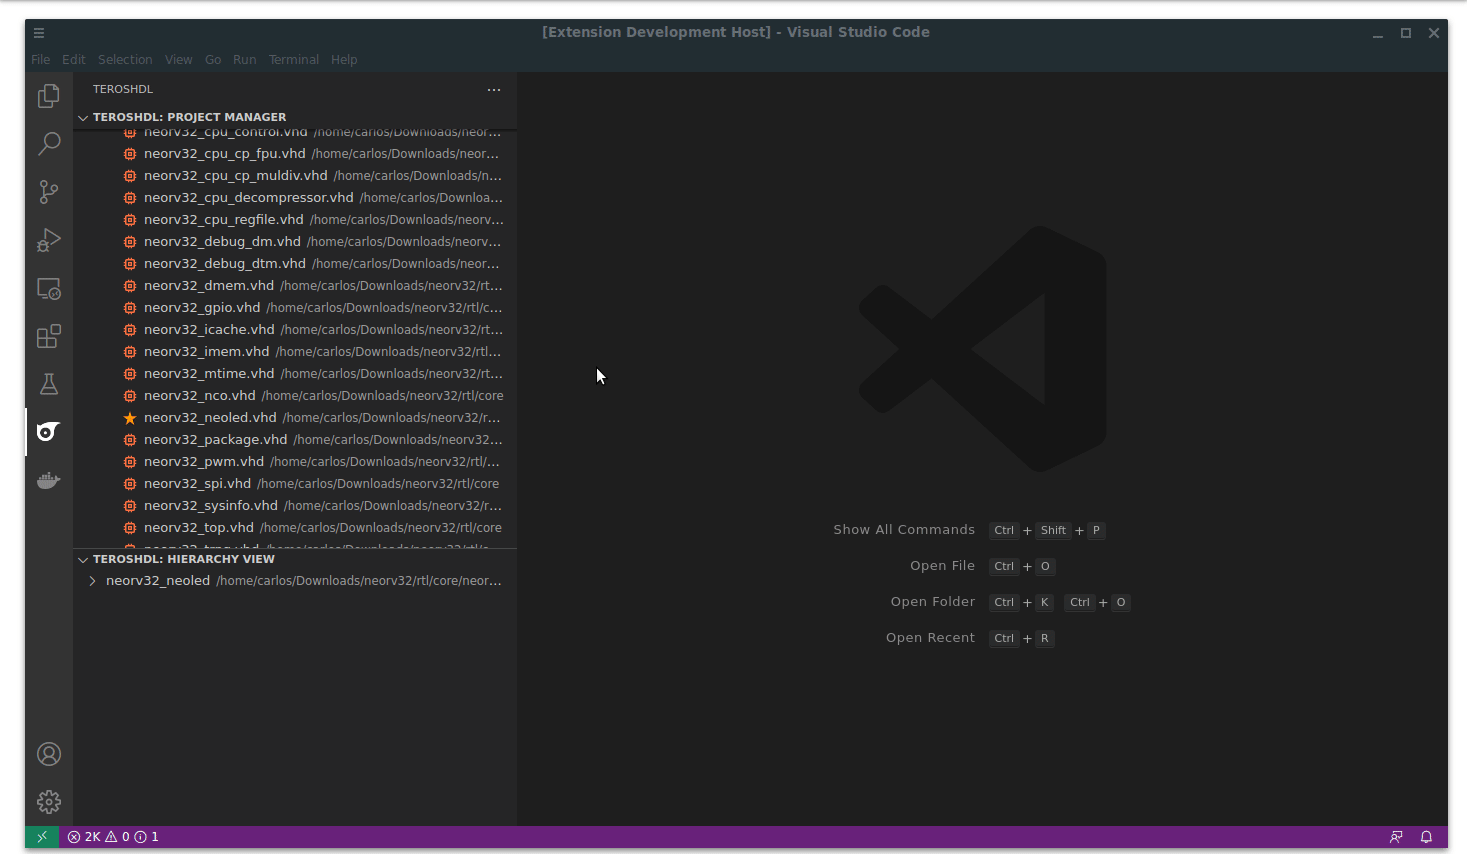 [Extension Development Host] - Visual Studio Code
File Edit Selection View Go Run Terminal Help
TEROSHDL
TEROSHDL: PROJECT MANAGER
neorv32_cpu_control.vhd /home/carlos/Downloads/neor...
neorv32_cpu_cp_fpu.vhd /home/carlos/Downloads/neor...
neorv32_cpu_cp_muldiv.vhd /home/carlos/Downloads/n...
neorv32_cpu_decompressor.vhd /home/carlos/Downloa...
neorv32_cpu_regfile.vhd /home/carlos/Downloads/neorv...
neorv32_debug_dm.vhd /home/carlos/Downloads/neorv...
neorv32_debug_dtm.vhd /home/carlos/Downloads/neor...
neorv32_dmem.vhd /home/carlos/Downloads/neorv32/rt...
neorv32_gpio.vhd /home/carlos/Downloads/neorv32/rtl/c...
neorv32_icache.vhd /home/carlos/Downloads/neorv32/rt...
neorv32_imem.vhd /home/carlos/Downloads/neorv32/rtl...
neorv32_mtime.vhd /home/carlos/Downloads/neorv32/rt...
neorv32_nco.vhd /home/carlos/Downloads/neorv32/rtl/core
neorv32_neoled.vhd /home/carlos/Downloads/neorv32/r...
neorv32_package.vhd /home/carlos/Downloads/neorv32...
neorv32_pwm.vhd /home/carlos/Downloads/neorv32/rtl/...
neorv32_spi.vhd /home/carlos/Downloads/neorv32/rtl/core
neorv32_sysinfo.vhd /home/carlos/Downloads/neorv32/r...
neorv32_top.vhd /home/carlos/Downloads/neorv32/rtl/core
TEROSHDL: HIERARCHY VIEW
neorv32_neoled /home/carlos/Downloads/neorv32/rtl/core/neor...
Show All Commands Ctrl + Shift + P
Open File Ctrl + O
Open Folder Ctrl + K Ctrl + O
Open Recent Ctrl + R
2K 0 1